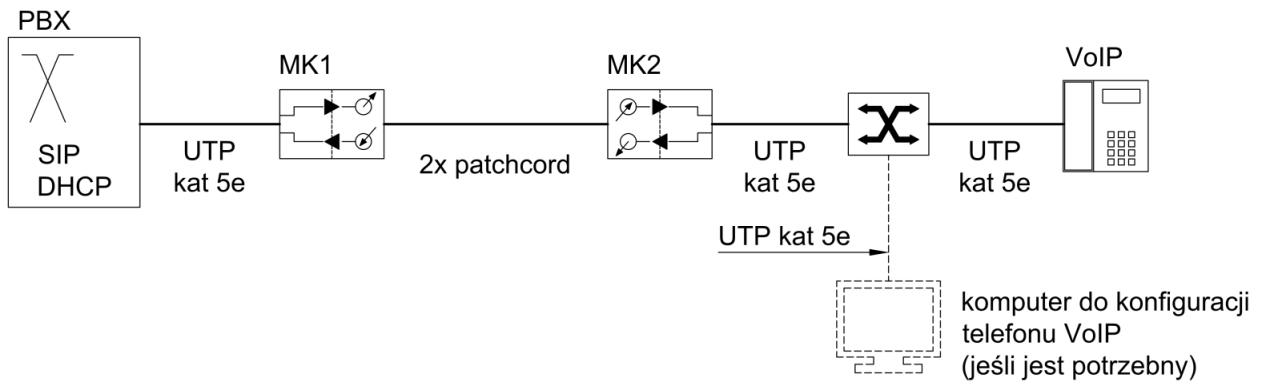 PBX
SIP
DHCP
UTP
kat 5e
MK1
2x patchcord
MK2
UTP
kat 5e
UTP
kat 5e
VoIP
UTP kat 5e
komputer do konfiguracji
telefonu VoIP
(jeśli jest potrzebny)